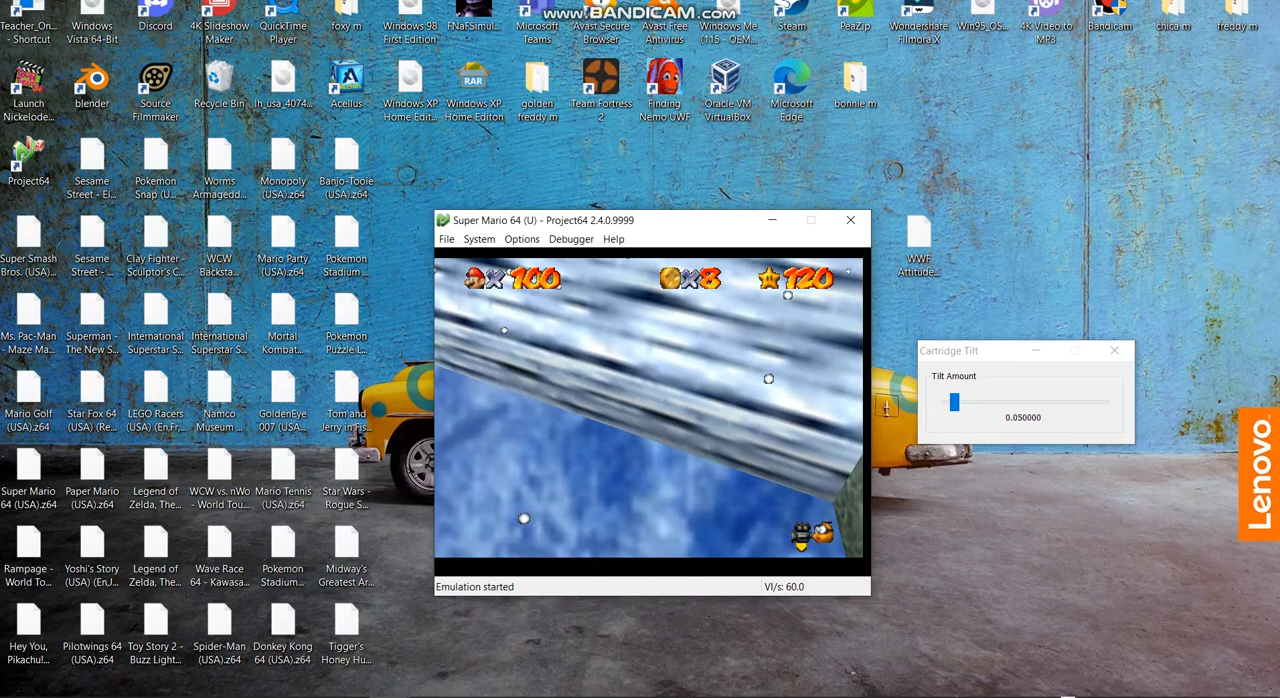 www.BANDICAM.com
Teacher_On...
- Shortcut
Windows
Vista 64-Bit
Discord
4K Slideshow
Maker
QuickTime
Player
foxy m
Windows 98
First Edition
FNaFSimul...
Microsoft
Teams
Avast Secure
Browser
Avast Free
Antivirus
Windows Me
(115 - OEM...
Steam
PeaZip
Wondershare
Filmora X
Win95_OS...
4K Video to
MP3
Bandicam
chica m
freddy m
Launch
Nickelode...
blender
Source
Filmmaker
Recycle Bin
lh_usa_4074...
Acellus
Windows XP
Home Edit...
RAR
Windows XP
Home Editon
golden
freddy m
Team Fortress
2
Finding
Nemo UWF
Oracle VM
VirtualBox
Microsoft
Edge
bonnie m
Project64
Sesame
Street - El...
Pokemon
Snap (U...
Worms
Armagedd...
Monopoly
(USA).z64
Banjo-Tooie
(USA).z64
Super Smash
Bros. (USA)...
Sesame
Street - ...
Clay Fighter -
Sculptor's C...
WCW
Backsta...
Mario Party
(USA).z64
Pokemon
Stadium ...
WWF
Attitude...
Ms. Pac-Man
- Maze Ma...
Superman -
The New S...
International
Superstar S...
International
Superstar S...
Mortal
Kombat...
Pokemon
Puzzle L...
Mario Golf
(USA).z64
Star Fox 64
(USA) (Re...
LEGO Racers
(USA) (En,Fr,...
Namco
Museum ...
GoldenEye
007 (USA...
Tom and
Jerry in Fis...
Super Mario
64 (USA).z64
Paper Mario
(USA).z64
Legend of
Zelda, The...
WCW vs. nWo
- World Tou...
Mario Tennis
(USA).z64
Star Wars -
Rogue S...
Rampage -
World To...
Yoshi's Story
(USA) (En,J...
Legend of
Zelda, The...
Wave Race
64 - Kawasa...
Pokemon
Stadium...
Midway's
Greatest Ar...
Hey You,
Pikachu!...
Pilotwings 64
(USA).z64
Toy Story 2 -
Buzz Light...
Spider-Man
(USA).z64
Donkey Kong
64 (USA).z64
Tigger's
Honey Hu...
Super Mario 64 (U) - Project64 2.4.0.9999
File System Options Debugger Help
×100 ×8 120
Emulation started VI/s: 60.0
Cartridge Tilt
Tilt Amount
0.050000
Lenovo